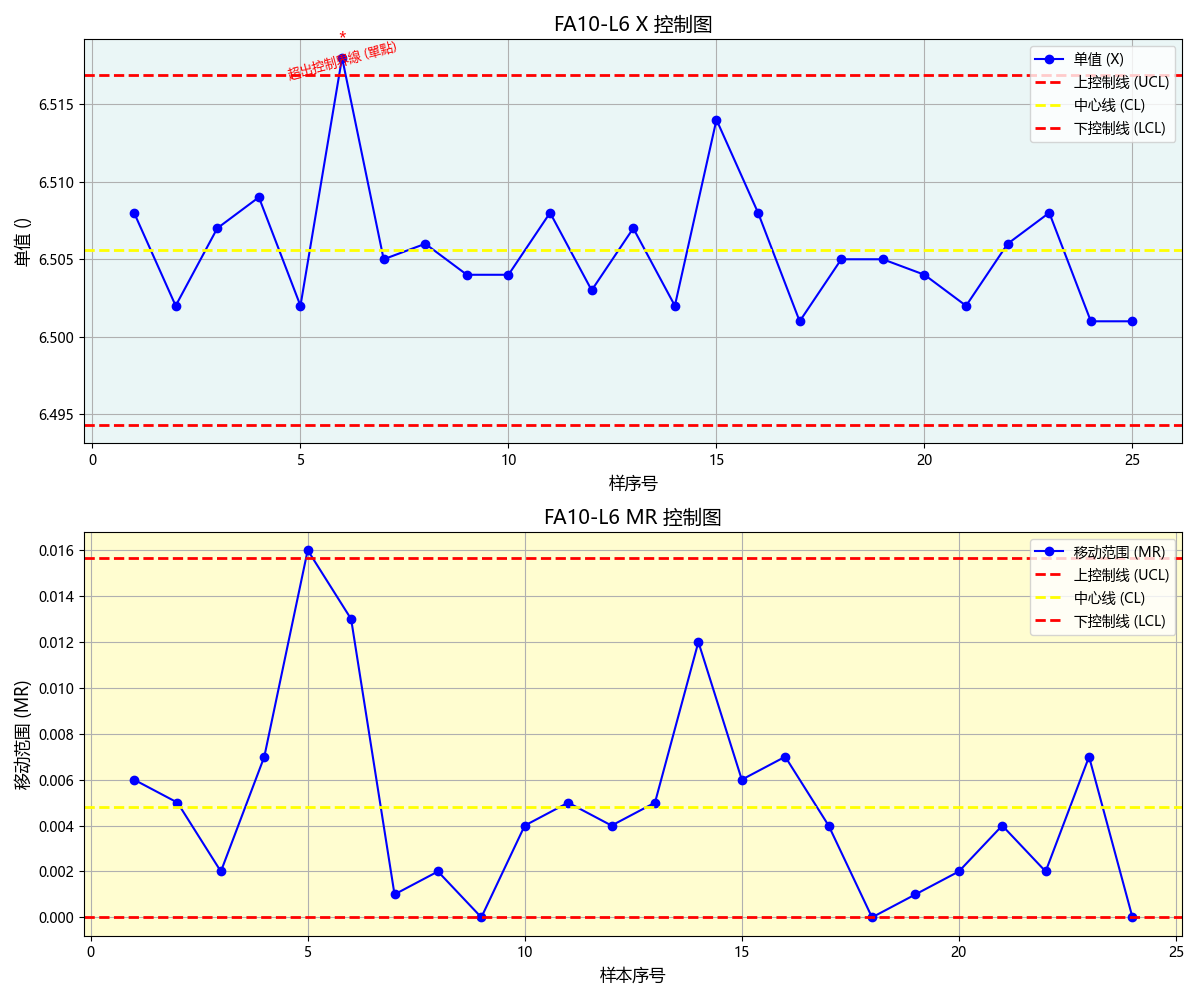 FA10-L6 X 控制图
*
超出控制界線 (單點)
单值 (X)
上控制线 (UCL)
中心线 (CL)
下控制线 (LCL)
单值 ()
6.515
6.510
6.505
6.500
6.495
0 5 10 15 20 25
样序号
FA10-L6 MR 控制图
移动范围 (MR)
上控制线 (UCL)
中心线 (CL)
下控制线 (LCL)
移动范围 (MR)
0.016
0.014
0.012
0.010
0.008
0.006
0.004
0.002
0.000
0 5 10 15 20 25
样本序号